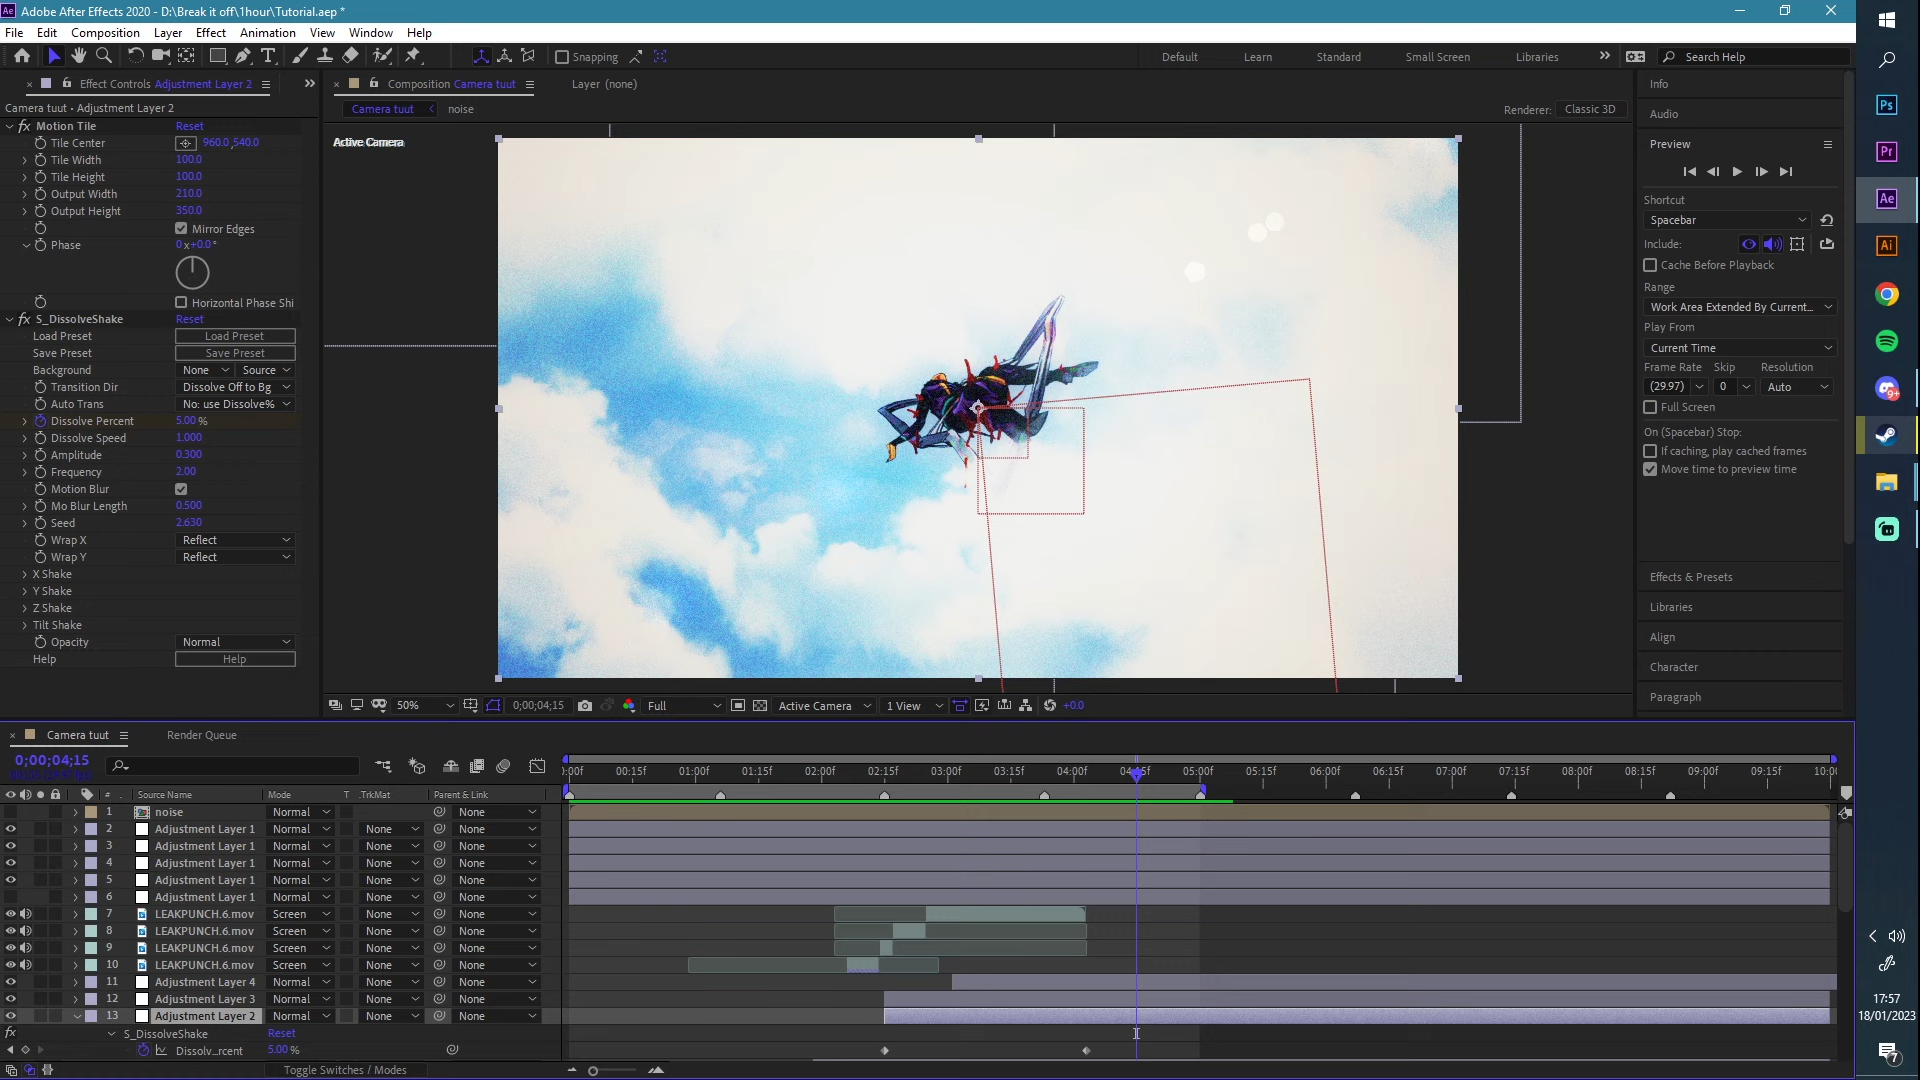 Adobe After Effects 2020 - D:\Break it off\1hour\Tutorial.aep *
File Edit Composition Layer Effect Animation View Window Help
Snapping
Default Learn Standard Small Screen Libraries Search Help
Effect Controls Adjustment Layer 2
Composition Camera tuut
Layer (none)
Camera tuut • Adjustment Layer 2
Camera tuut noise
Renderer: Classic 3D
Active Camera
fx Motion Tile Reset
Tile Center 960.0,540.0
Tile Width 100.0
Tile Height 100.0
Output Width 210.0
Output Height 350.0
Mirror Edges
Phase 0x+0.0°
Horizontal Phase Shi
fx S_DissolveShake Reset
Load Preset Load Preset
Save Preset Save Preset
Background None Source
Transition Dir Dissolve Off to Bg
Auto Trans No: use Dissolve%
Dissolve Percent 5.00 %
Dissolve Speed 1.000
Amplitude 0.300
Frequency 2.00
Motion Blur
Mo Blur Length 0.500
Seed 2.630
Wrap X Reflect
Wrap Y Reflect
X Shake
Y Shake
Z Shake
Tilt Shake
Opacity Normal
Help Help
50% 0;00;04;15 Full Active Camera 1 View +0.0
Info
Audio
Preview
Shortcut
Spacebar
Include:
Cache Before Playback
Range
Work Area Extended By Current...
Play From
Current Time
Frame Rate Skip Resolution
(29.97) 0 Auto
Full Screen
On (Spacebar) Stop:
If caching, play cached frames
Move time to preview time
Effects & Presets
Libraries
Align
Character
Paragraph
Ps
Pr
Ae
Ai
9+
17:57
18/01/2023
7
Camera tuut Render Queue
0;00;04;15
:00f 00:15f 01:00f 01:15f 02:00f 02:15f 03:00f 03:15f 04:00f 04:15f 05:00f 05:15f 06:00f 06:15f 07:00f 07:15f 08:00f 08:15f 09:00f 09:15f 10:0
# Source Name Mode T .TrkMat Parent & Link
1 noise Normal None
2 Adjustment Layer 1 Normal None None
3 Adjustment Layer 1 Normal None None
4 Adjustment Layer 1 Normal None None
5 Adjustment Layer 1 Normal None None
6 Adjustment Layer 1 Normal None None
7 LEAKPUNCH.6.mov Screen None None
8 LEAKPUNCH.6.mov Screen None None
9 LEAKPUNCH.6.mov Screen None None
10 LEAKPUNCH.6.mov Screen None None
11 Adjustment Layer 4 Normal None None
12 Adjustment Layer 3 Normal None None
13 Adjustment Layer 2 Normal None None
fx S_DissolveShake Reset
Dissolv...rcent 5.00 %
Toggle Switches / Modes